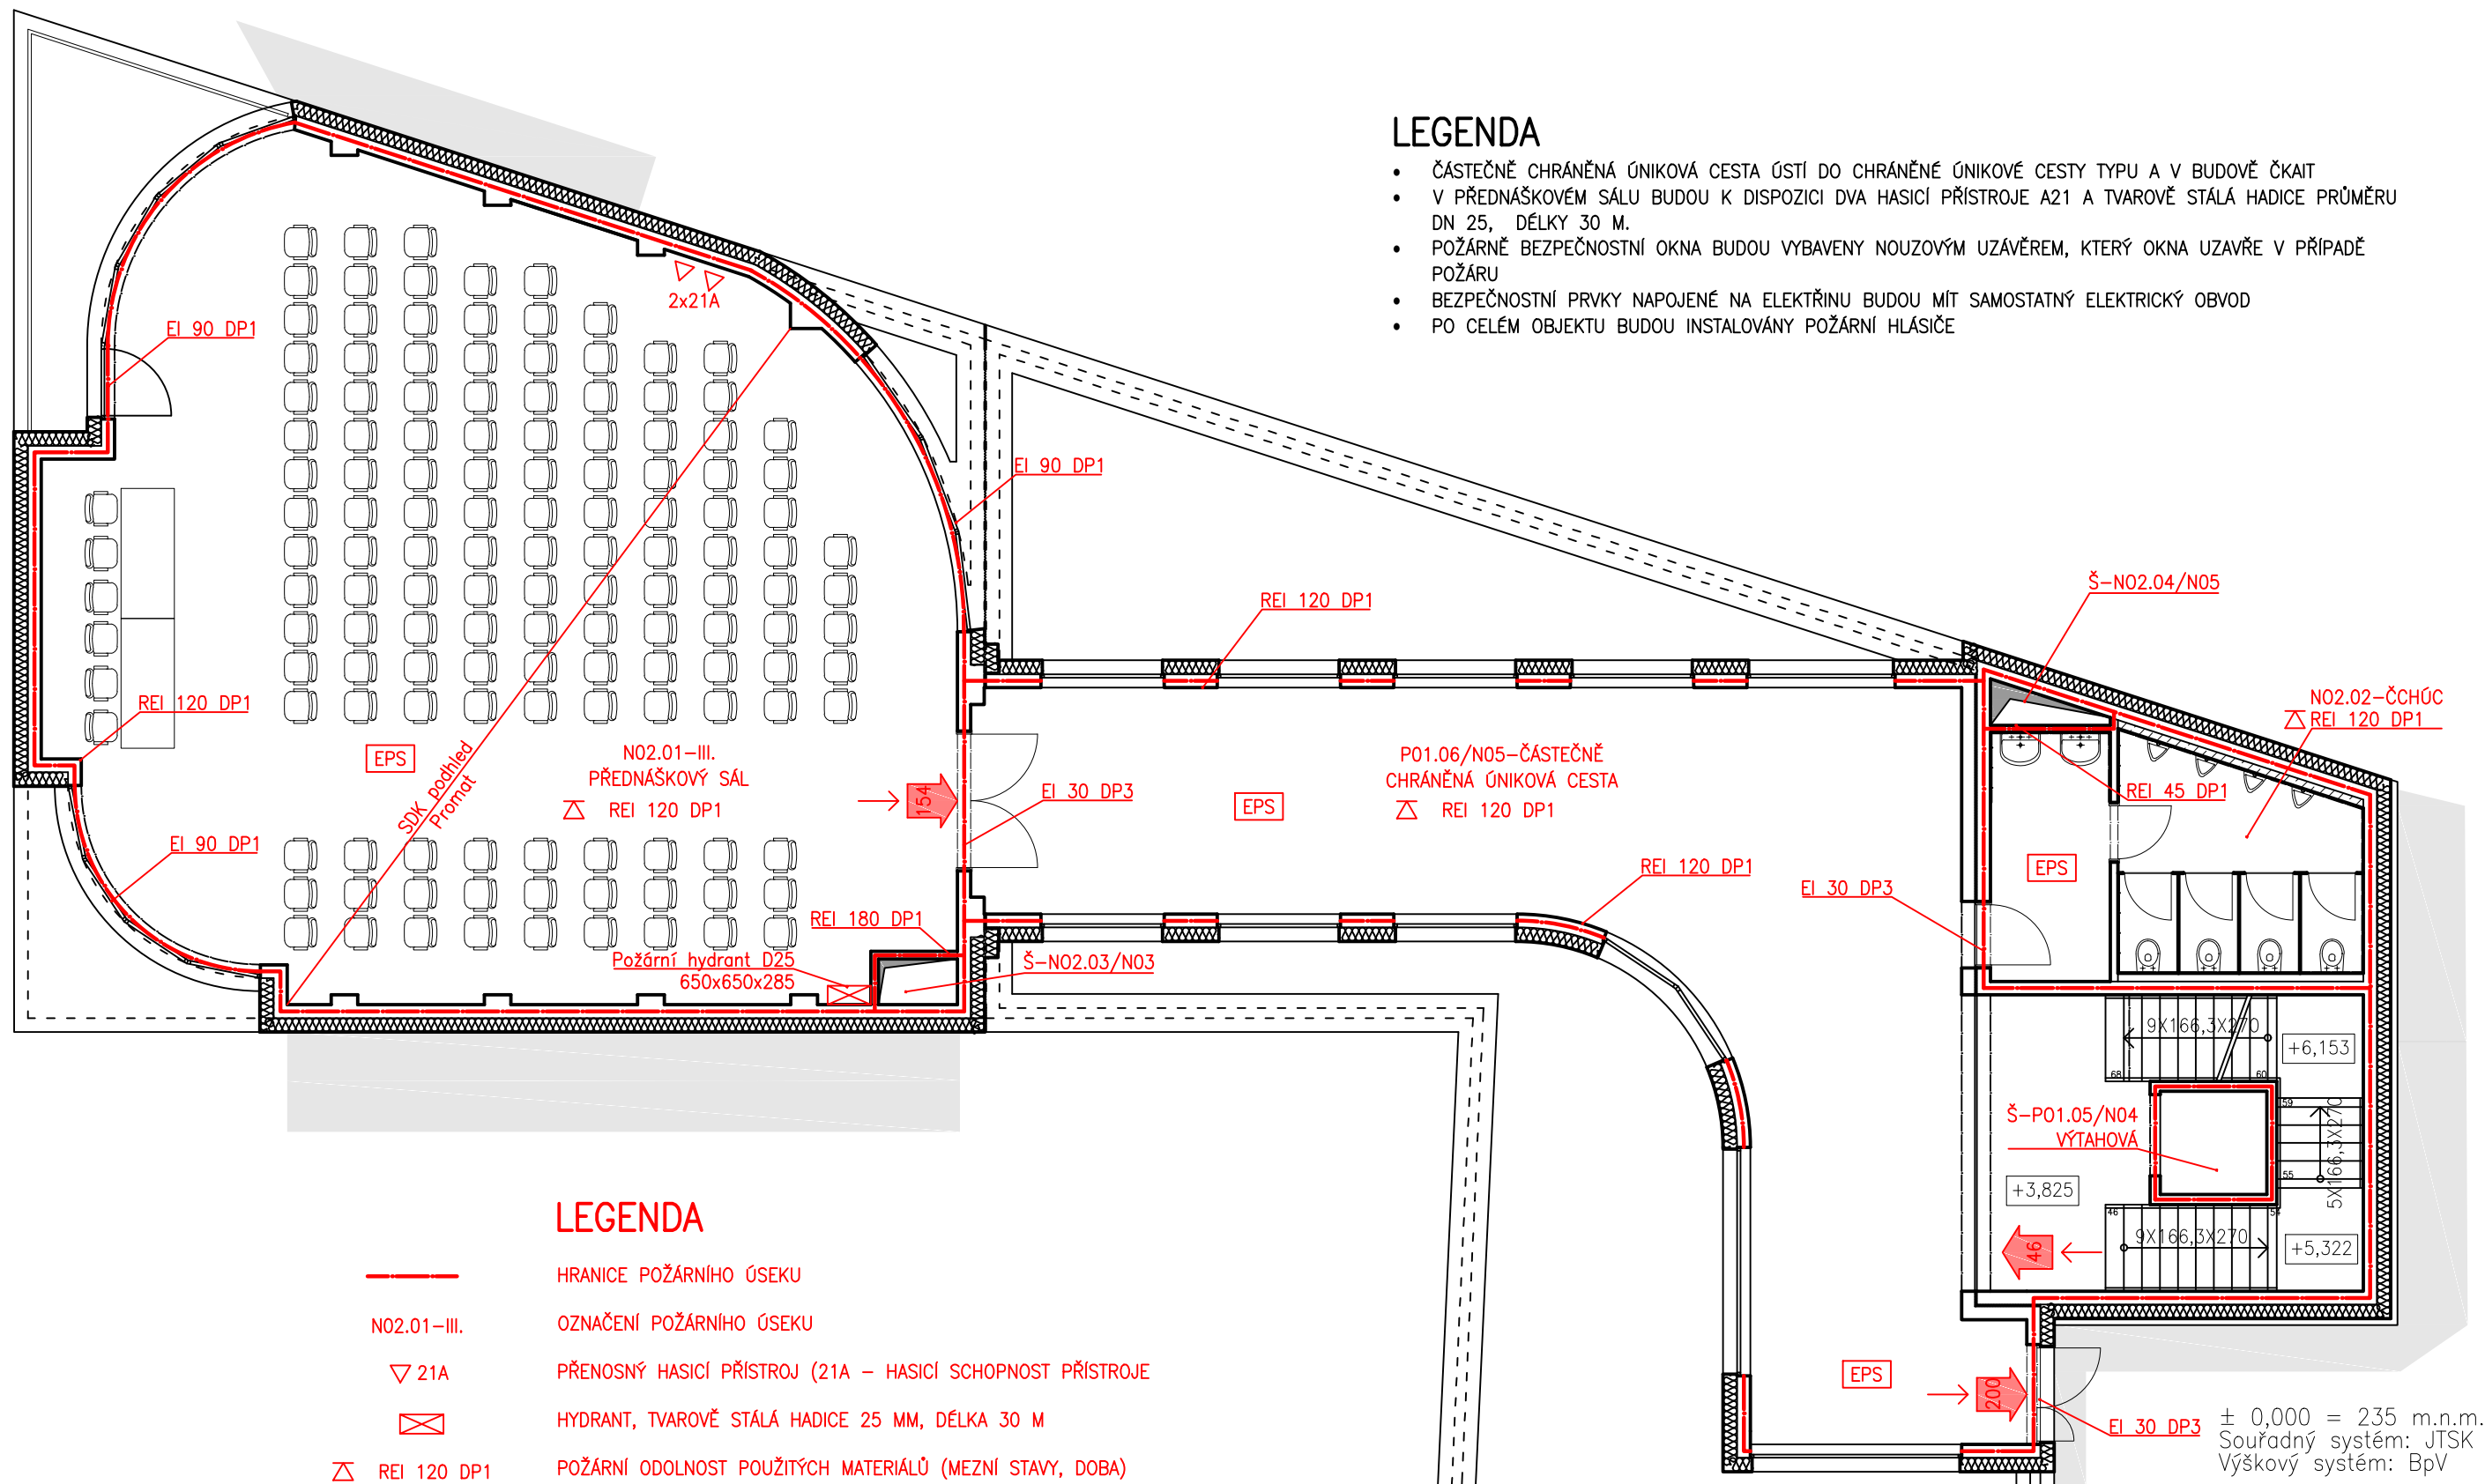 LEGENDA
• ČÁSTEČNĚ CHRÁNĚNÁ ÚNIKOVÁ CESTA ÚSTÍ DO CHRÁNĚNÉ ÚNIKOVÉ CESTY TYPU A V BUDOVĚ ČKAIT
• V PŘEDNÁŠKOVÉM SÁLU BUDOU K DISPOZICI DVA HASICÍ PŘÍSTROJE A21 A TVAROVĚ STÁLÁ HADICE PRŮMĚRU
DN 25, DÉLKY 30 M.
• POŽÁRNĚ BEZPEČNOSTNÍ OKNA BUDOU VYBAVENY NOUZOVÝM UZÁVĚREM, KTERÝ OKNA UZAVŘE V PŘÍPADĚ
POŽÁRU
• BEZPEČNOSTNÍ PRVKY NAPOJENÉ NA ELEKTŘINU BUDOU MÍT SAMOSTATNÝ ELEKTRICKÝ OBVOD
• PO CELÉM OBJEKTU BUDOU INSTALOVÁNY POŽÁRNÍ HLÁSIČE
2x21A
EI 90 DP1
EI 90 DP1
REI 120 DP1
Š-N02.04/N05
REI 120 DP1
N02.02-ČCHÚC
REI 120 DP1
EPS
SDK podhled
Promat
N02.01-III.
PŘEDNÁŠKOVÝ SÁL
REI 120 DP1
154
EI 30 DP3
EPS
P01.06/N05-ČÁSTEČNĚ
CHRÁNĚNÁ ÚNIKOVÁ CESTA
REI 120 DP1
REI 45 DP1
EI 90 DP1
REI 120 DP1
EPS
EI 30 DP3
REI 180 DP1
Požární hydrant D25
650x650x285
Š-N02.03/N03
9X166,3X270
+6,153
68
60
59
5X166,3X270
55
Š-P01.05/N04
VÝTAHOVÁ
+3,825
46
54
9X166,3X270
+5,322
46
EPS
200
EI 30 DP3
± 0,000 = 235 m.n.m.
Souřadný systém: JTSK
Výškový systém: BpV
LEGENDA
HRANICE POŽÁRNÍHO ÚSEKU
N02.01-III. OZNAČENÍ POŽÁRNÍHO ÚSEKU
21A PŘENOSNÝ HASICÍ PŘÍSTROJ (21A – HASICÍ SCHOPNOST PŘÍSTROJE
HYDRANT, TVAROVĚ STÁLÁ HADICE 25 MM, DÉLKA 30 M
REI 120 DP1 POŽÁRNÍ ODOLNOST POUŽITÝCH MATERIÁLŮ (MEZNÍ STAVY, DOBA)